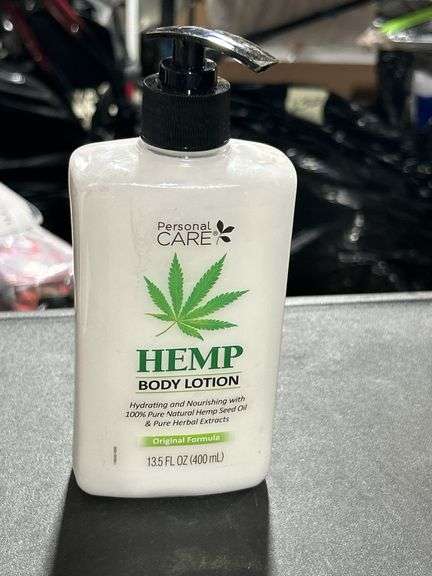 Personal
CARE®
HEMP
BODY LOTION
Hydrating and Nourishing with
100% Pure Natural Hemp Seed Oil
& Pure Herbal Extracts
Original Formula
13.5 FL OZ (400 mL)